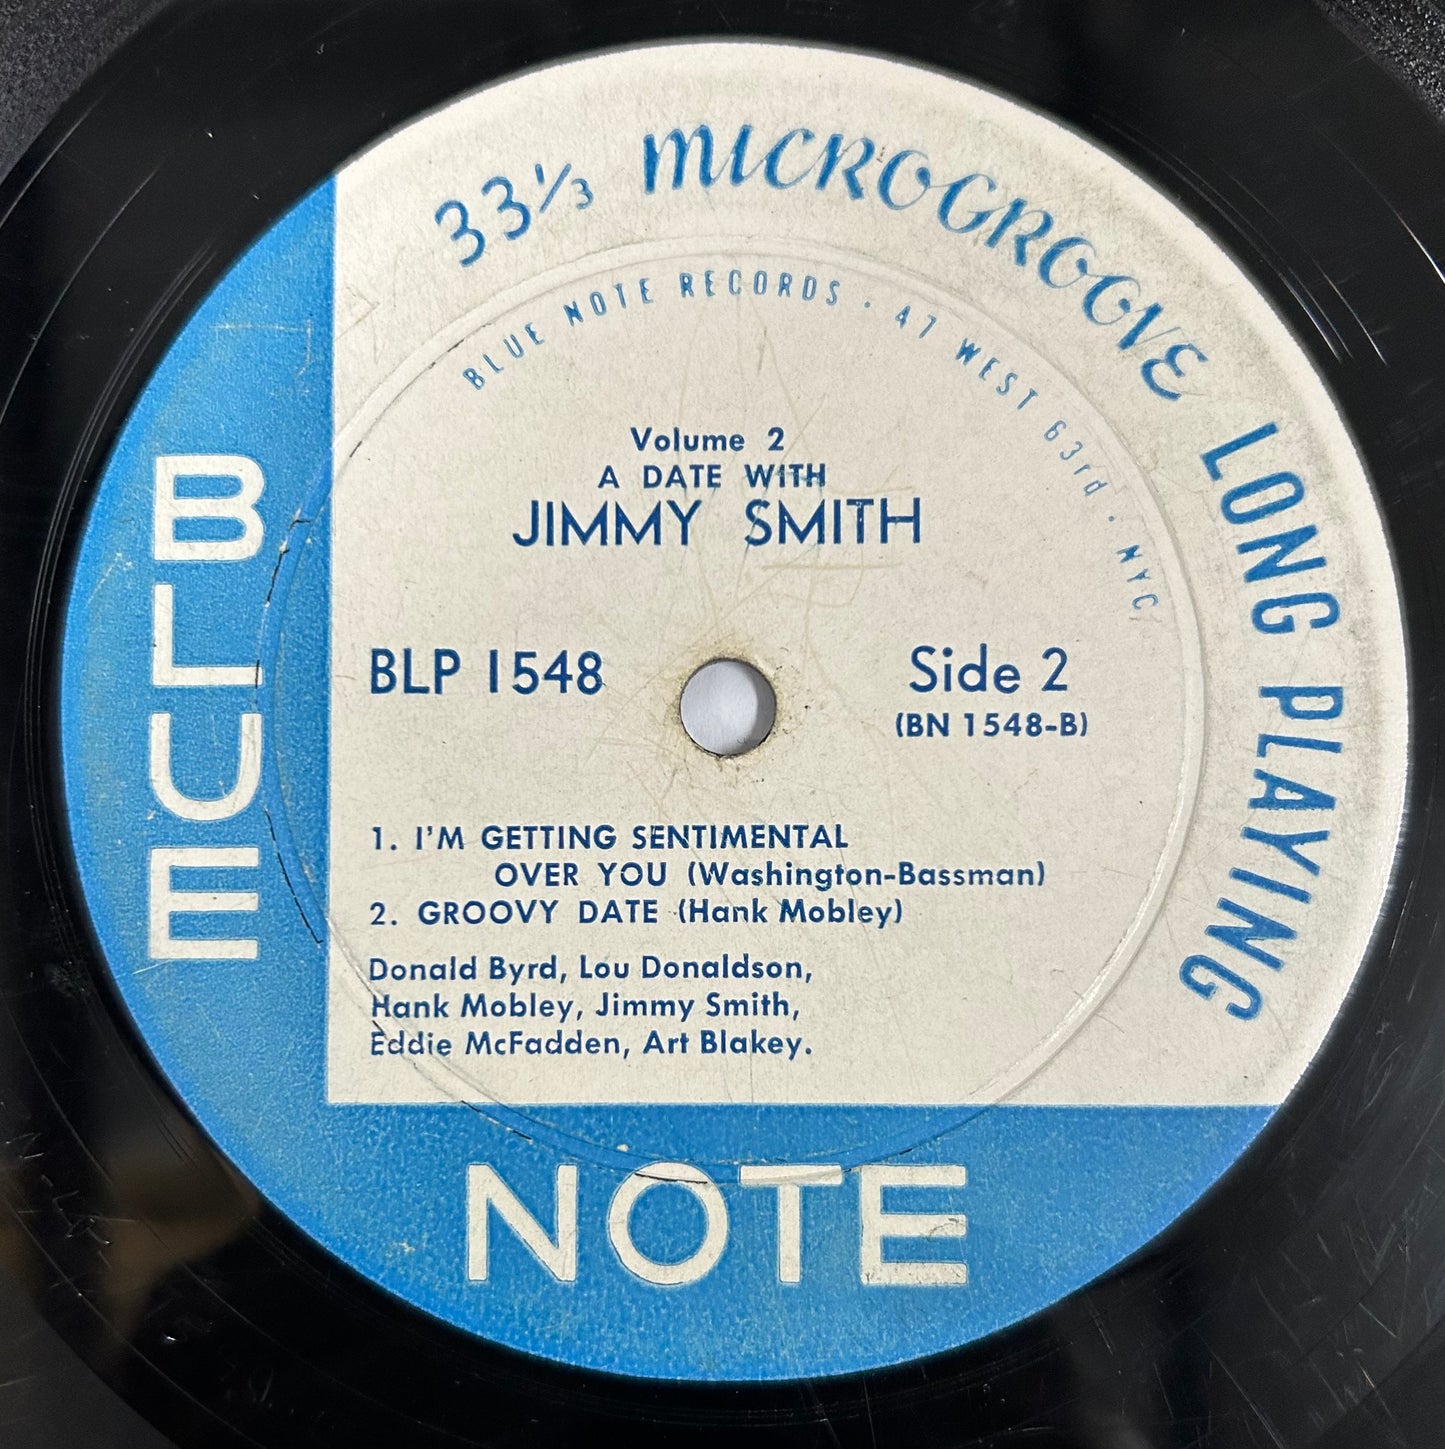 33⅓ MICROGROOVE LONG PLAYING
BLUE NOTE RECORDS · 47 WEST 63rd · NYC
Volume 2
A DATE WITH
JIMMY SMITH
BLP 1548
Side 2
(BN 1548-B)
1. I'M GETTING SENTIMENTAL
OVER YOU (Washington-Bassman)
2. GROOVY DATE (Hank Mobley)
Donald Byrd, Lou Donaldson,
Hank Mobley, Jimmy Smith,
Eddie McFadden, Art Blakey.
BLUE
NOTE